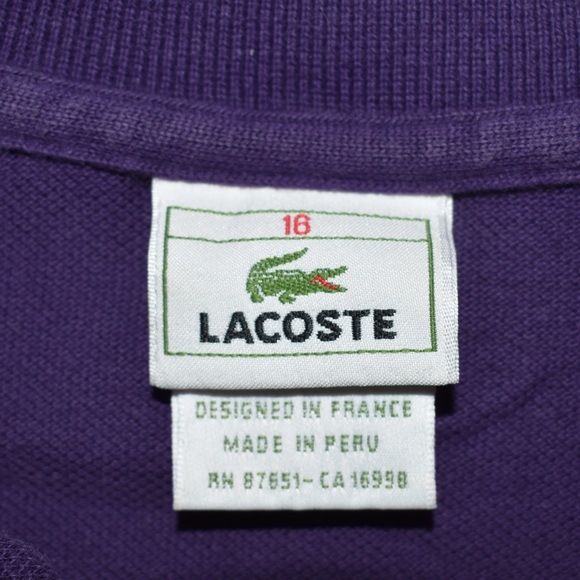 16
LACOSTE
DESIGNED IN FRANCE
MADE IN PERU
RN 87651-CA 16998